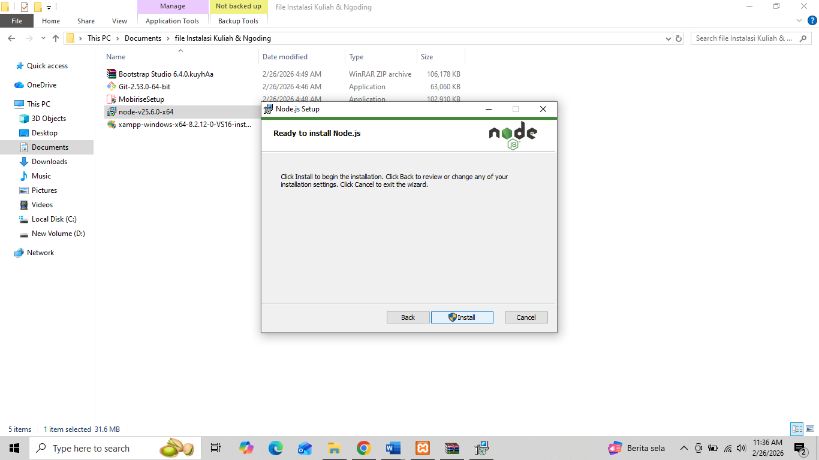 Manage
Not backed up
file Instalasi Kuliah & Ngoding
File
Home
Share
View
Application Tools
Backup Tools
This PC
Documents
file Instalasi Kuliah & Ngoding
Search file Instalasi Kuliah & ...
Name
Date modified
Type
Size
Quick access
OneDrive
This PC
3D Objects
Desktop
Documents
Downloads
Music
Pictures
Videos
Local Disk (C:)
New Volume (D:)
Network
Bootstrap Studio 6.4.0.kuyhAa
2/26/2026 4:49 AM
WinRAR ZIP archive
106,178 KB
Git-2.53.0-64-bit
2/26/2026 4:46 AM
Application
63,060 KB
MobiriseSetup
2/26/2026 4:48 AM
Application
102,910 KB
node-v25.6.0-x64
xampp-windows-x64-8.2.12-0-VS16-inst...
Node.js Setup
Ready to install Node.js
node
JS
Click Install to begin the installation. Click Back to review or change any of your
installation settings. Click Cancel to exit the wizard.
Back
Install
Cancel
5 items
1 item selected 31.6 MB
Type here to search
Berita sela
11:36 AM
2/26/2026
2